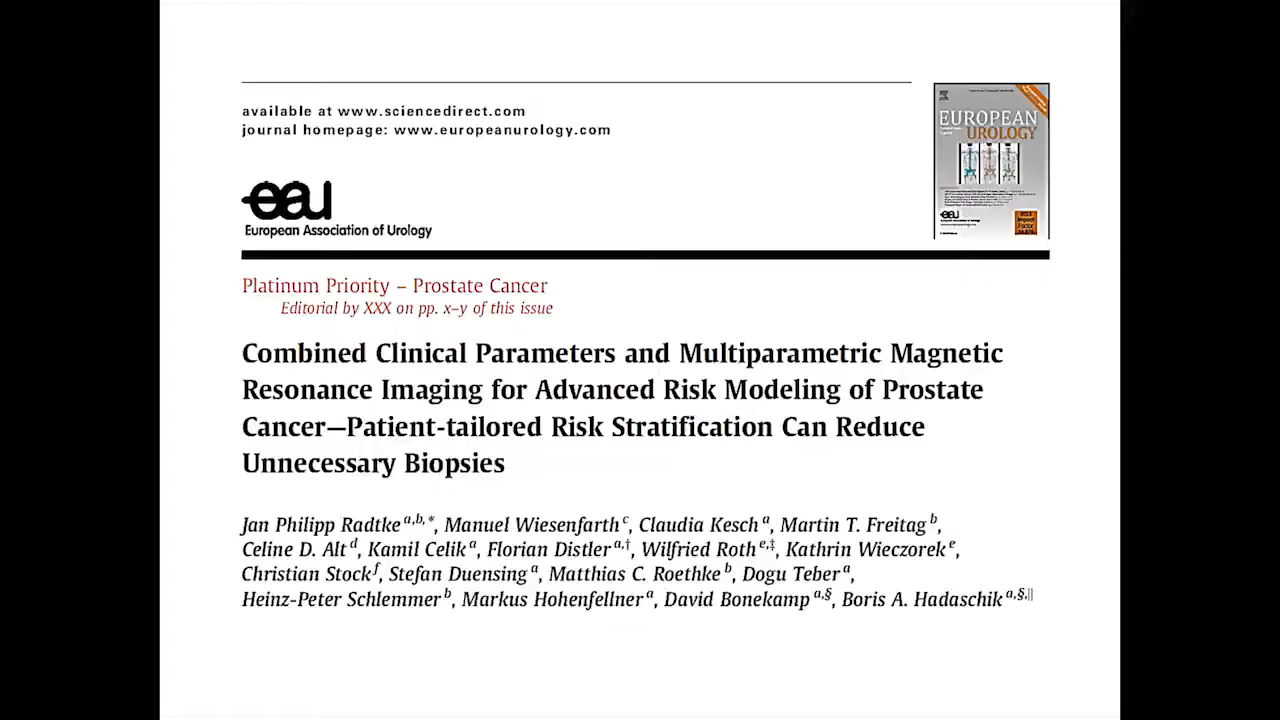 available at www.sciencedirect.com
journal homepage: www.europeanurology.com
EUROPEAN
UROLOGY
eau
European Association of Urology
Platinum Priority – Prostate Cancer
Editorial by XXX on pp. x–y of this issue
Combined Clinical Parameters and Multiparametric Magnetic
Resonance Imaging for Advanced Risk Modeling of Prostate
Cancer—Patient-tailored Risk Stratification Can Reduce
Unnecessary Biopsies
Jan Philipp Radtke a,b,*, Manuel Wiesenfarth c, Claudia Kesch a, Martin T. Freitag b,
Celine D. Alt d, Kamil Celik a, Florian Distler a,†, Wilfried Roth e,‡, Kathrin Wieczorek e,
Christian Stock f, Stefan Duensing a, Matthias C. Roethke b, Dogu Teber a,
Heinz-Peter Schlemmer b, Markus Hohenfellner a, David Bonekamp a,§, Boris A. Hadaschik a,§,||